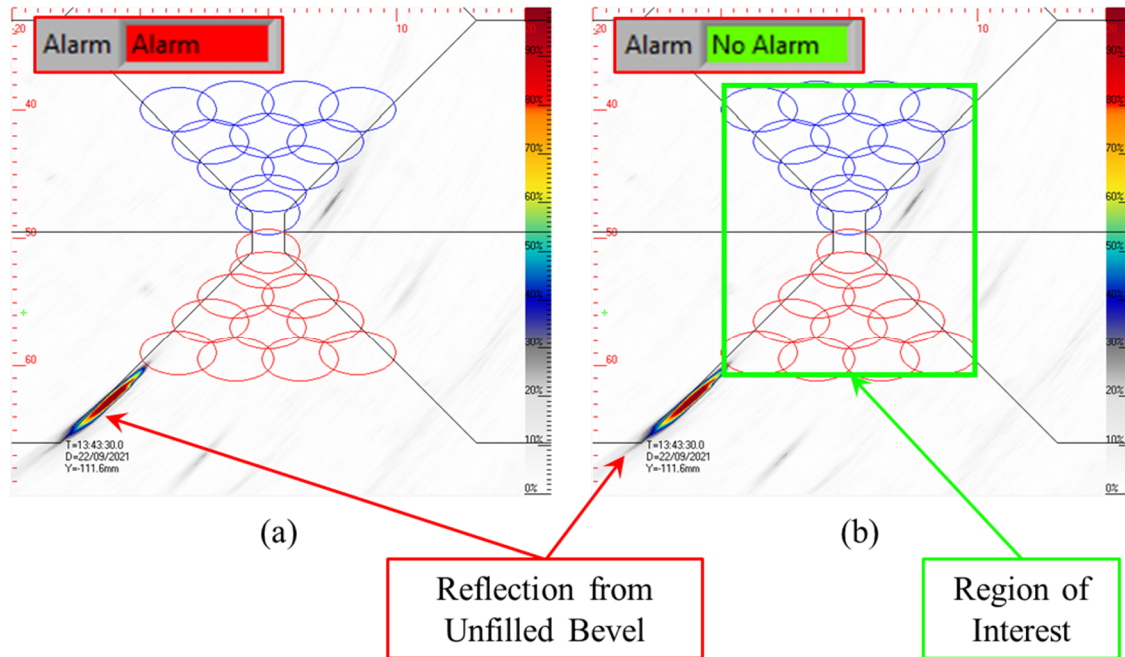 -20
10
Alarm Alarm
90%
40
80%
70%
60%
50
50%
40%
30%
60
20%
T=13:43:30.0
D=22/09/2021
Y=-111.6mm
10%
0%
(a)
-20
10
Alarm No Alarm
90%
40
80%
70%
60%
50
50%
40%
30%
60
20%
T=13:43:30.0
D=22/09/2021
Y=-111.6mm
10%
0%
(b)
Reflection from
Unfilled Bevel
Region of
Interest